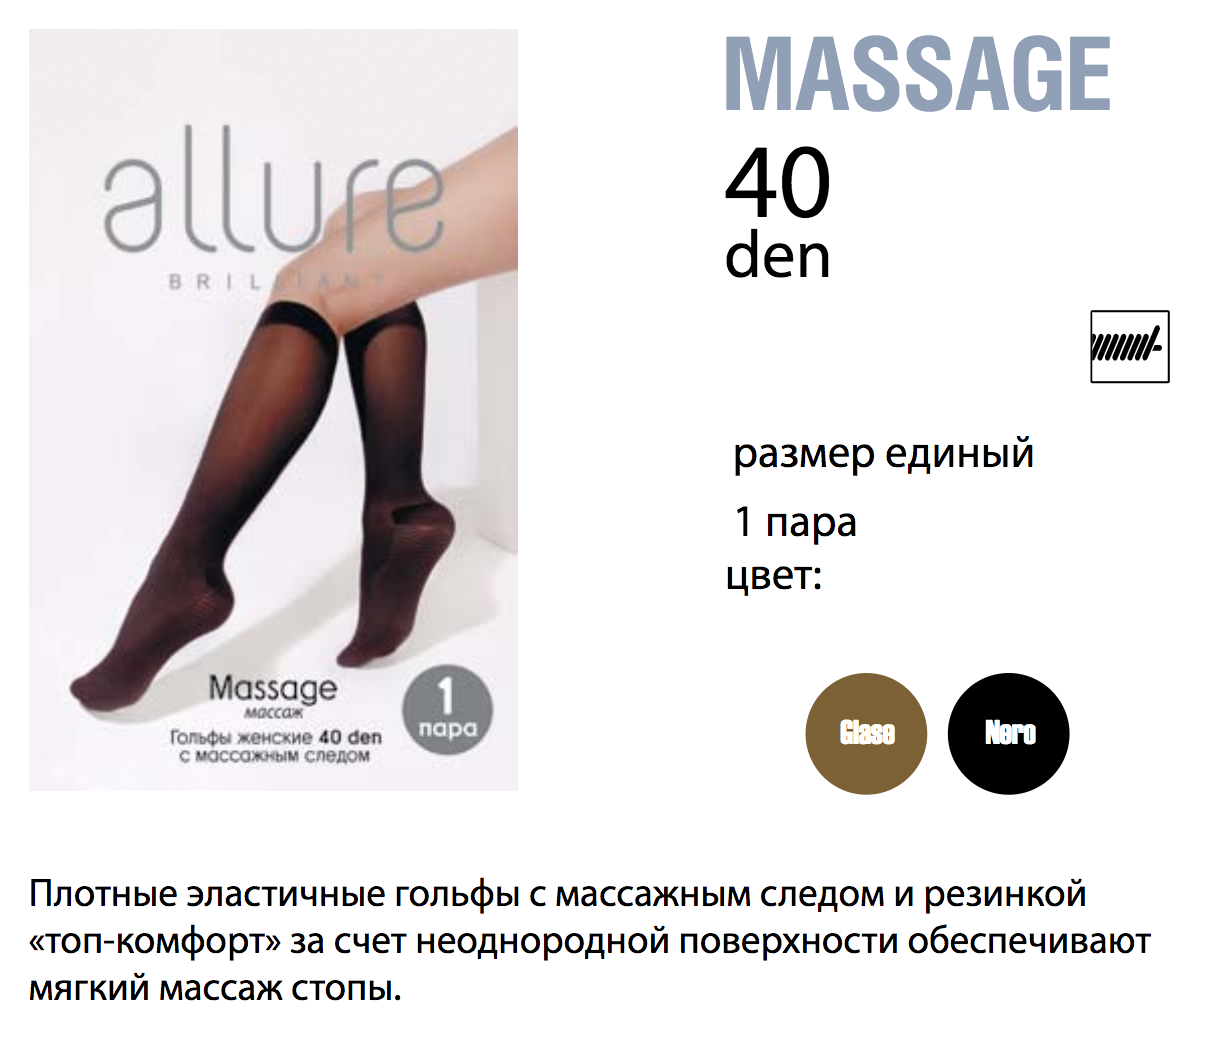 allure
BRILLIANT
Massage
массаж
Гольфы женские 40 den
с массажным следом
1
пара
MASSAGE
40
den
размер единый
1 пара
цвет:
Glase
Nero
Плотные эластичные гольфы с массажным следом и резинкой
«топ-комфорт» за счет неоднородной поверхности обеспечивают
мягкий массаж стопы.